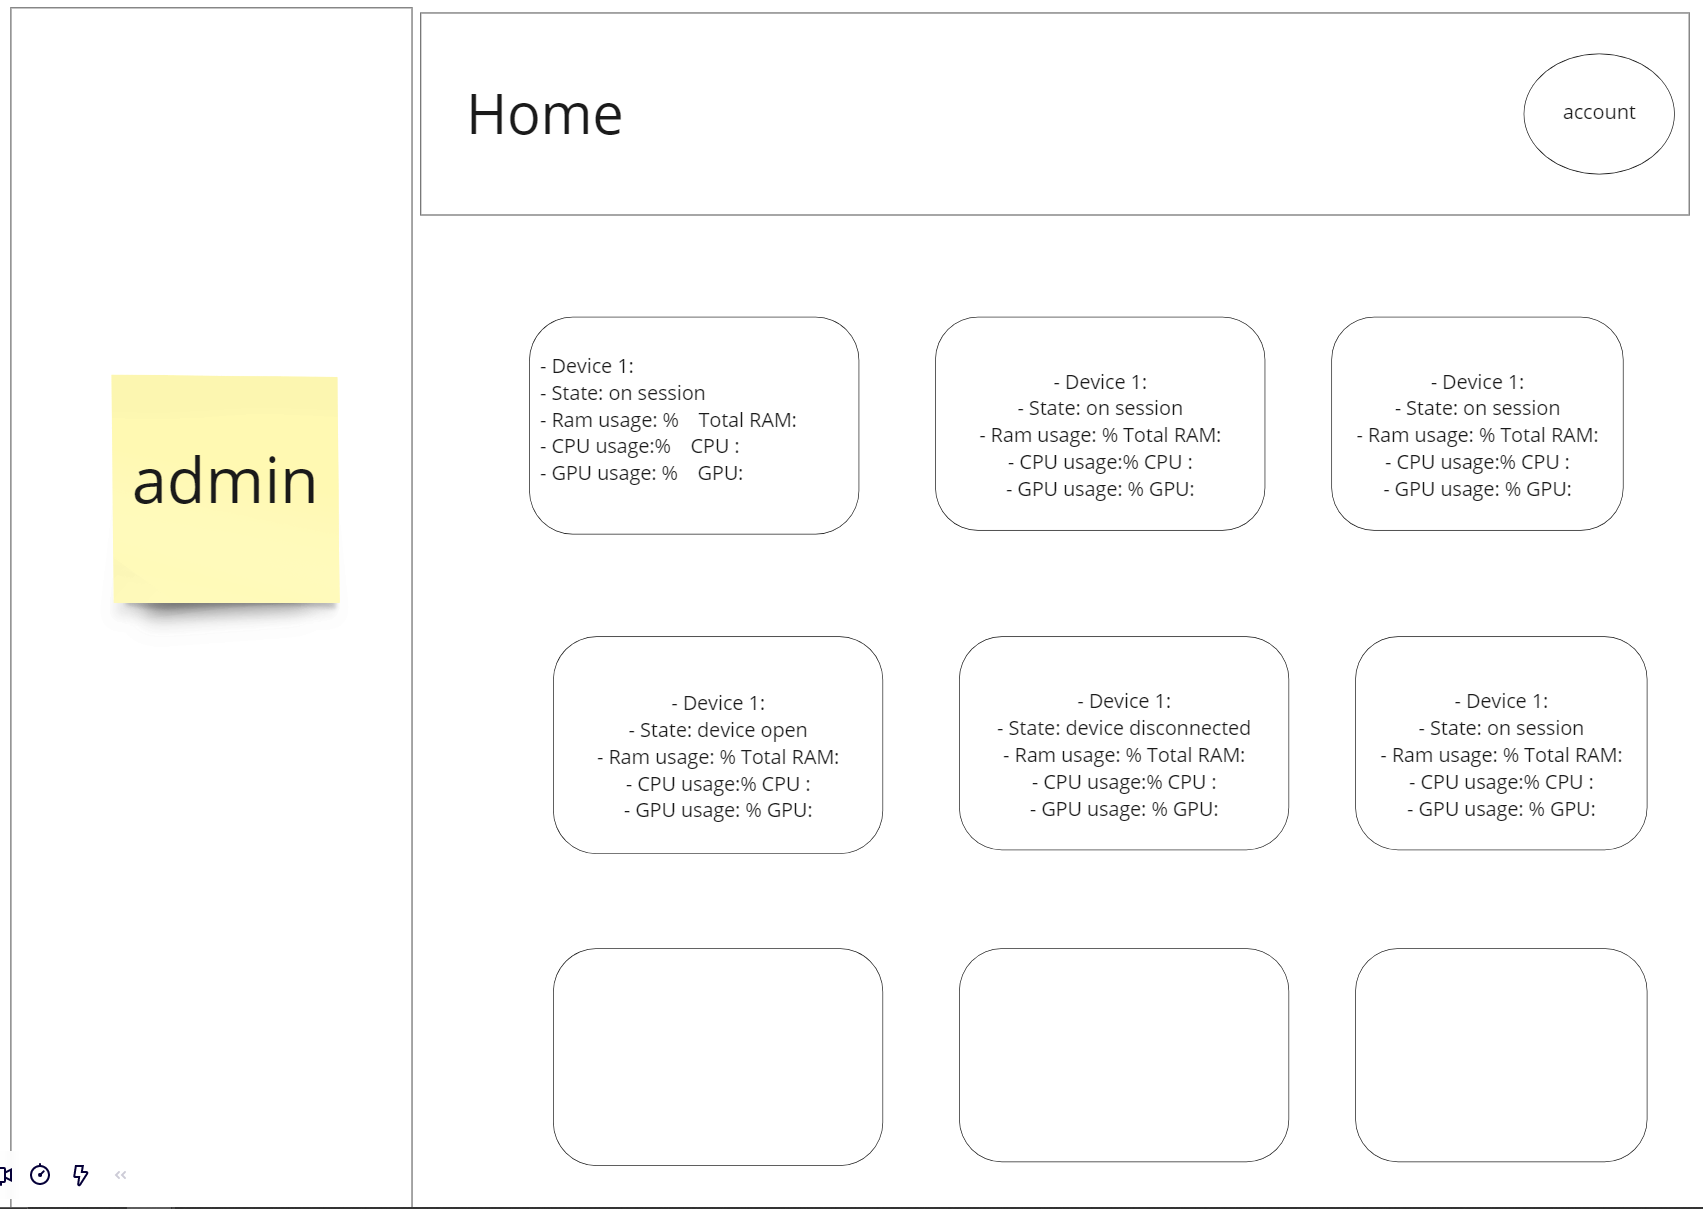 Home
account
admin
- Device 1:
- State: on session
- Ram usage: % Total RAM:
- CPU usage:% CPU :
- GPU usage: % GPU:
- Device 1:
- State: on session
- Ram usage: % Total RAM:
- CPU usage:% CPU :
- GPU usage: % GPU:
- Device 1:
- State: on session
- Ram usage: % Total RAM:
- CPU usage:% CPU :
- GPU usage: % GPU:
- Device 1:
- State: device open
- Ram usage: % Total RAM:
- CPU usage:% CPU :
- GPU usage: % GPU:
- Device 1:
- State: device disconnected
- Ram usage: % Total RAM:
- CPU usage:% CPU :
- GPU usage: % GPU:
- Device 1:
- State: on session
- Ram usage: % Total RAM:
- CPU usage:% CPU :
- GPU usage: % GPU: